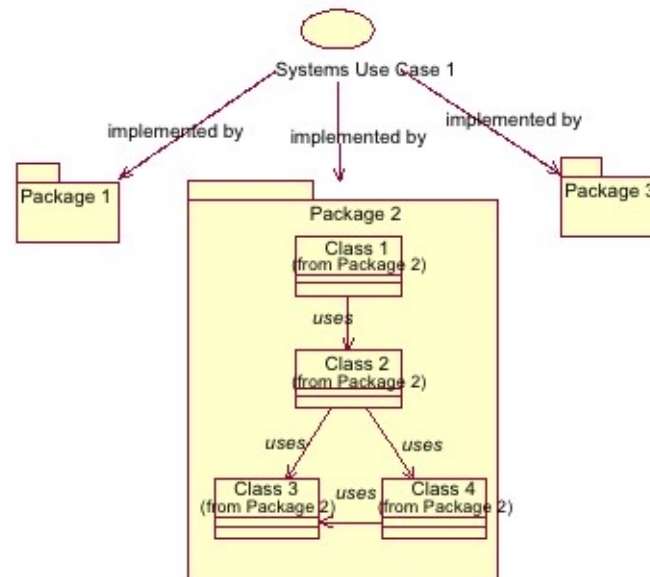 Systems Use Case 1
implemented by
implemented by
implemented by
Package 1
Package 3
Package 2
Class 1
(from Package 2)
uses
Class 2
(from Package 2)
uses
uses
Class 3
(from Package 2)
uses
Class 4
(from Package 2)